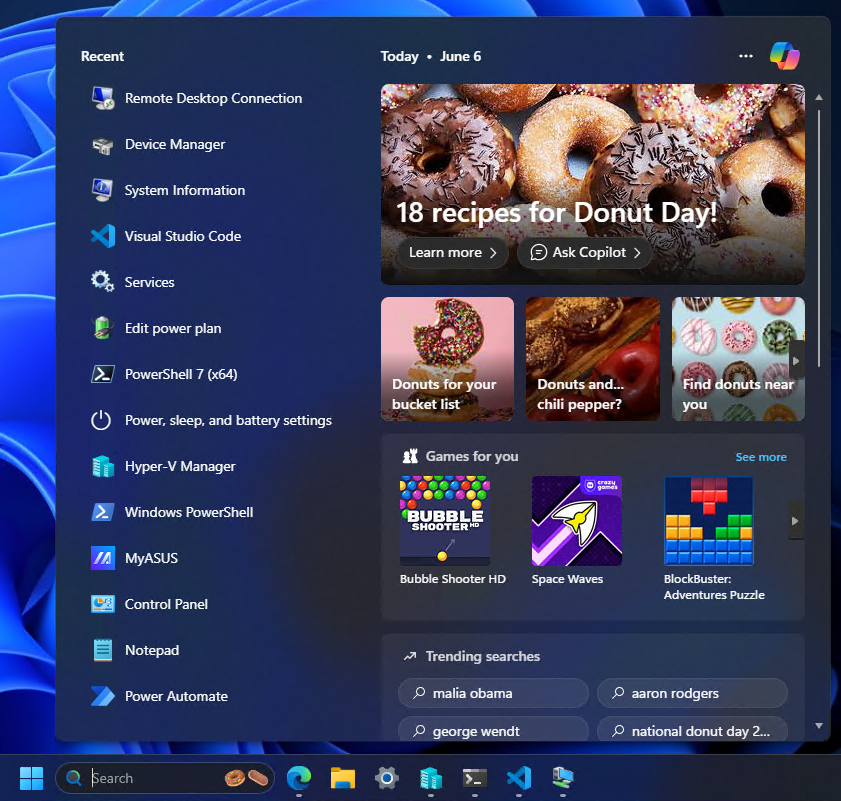 Recent
Remote Desktop Connection
Device Manager
System Information
Visual Studio Code
Services
Edit power plan
PowerShell 7 (x64)
Power, sleep, and battery settings
Hyper-V Manager
Windows PowerShell
MyASUS
Control Panel
Notepad
Power Automate
Today • June 6
18 recipes for Donut Day!
Learn more
Ask Copilot
Donuts for your
bucket list
Donuts and...
chili pepper?
Find donuts near
you
Games for you
See more
BUBBLE
SHOOTER HD
crazy
games
Bubble Shooter HD
Space Waves
BlockBuster:
Adventures Puzzle
Trending searches
malia obama
aaron rodgers
george wendt
national donut day 2...
Search